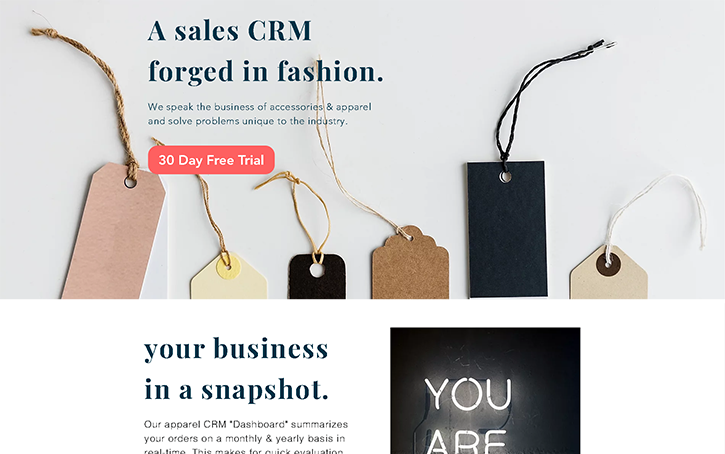 A sales CRM
forged in fashion.
We speak the business of accessories & apparel
and solve problems unique to the industry.
30 Day Free Trial
your business
in a snapshot.
Our apparel CRM "Dashboard" summarizes
your orders on a monthly & yearly basis in
real-time. This makes for quick evaluation
YOU
ARE